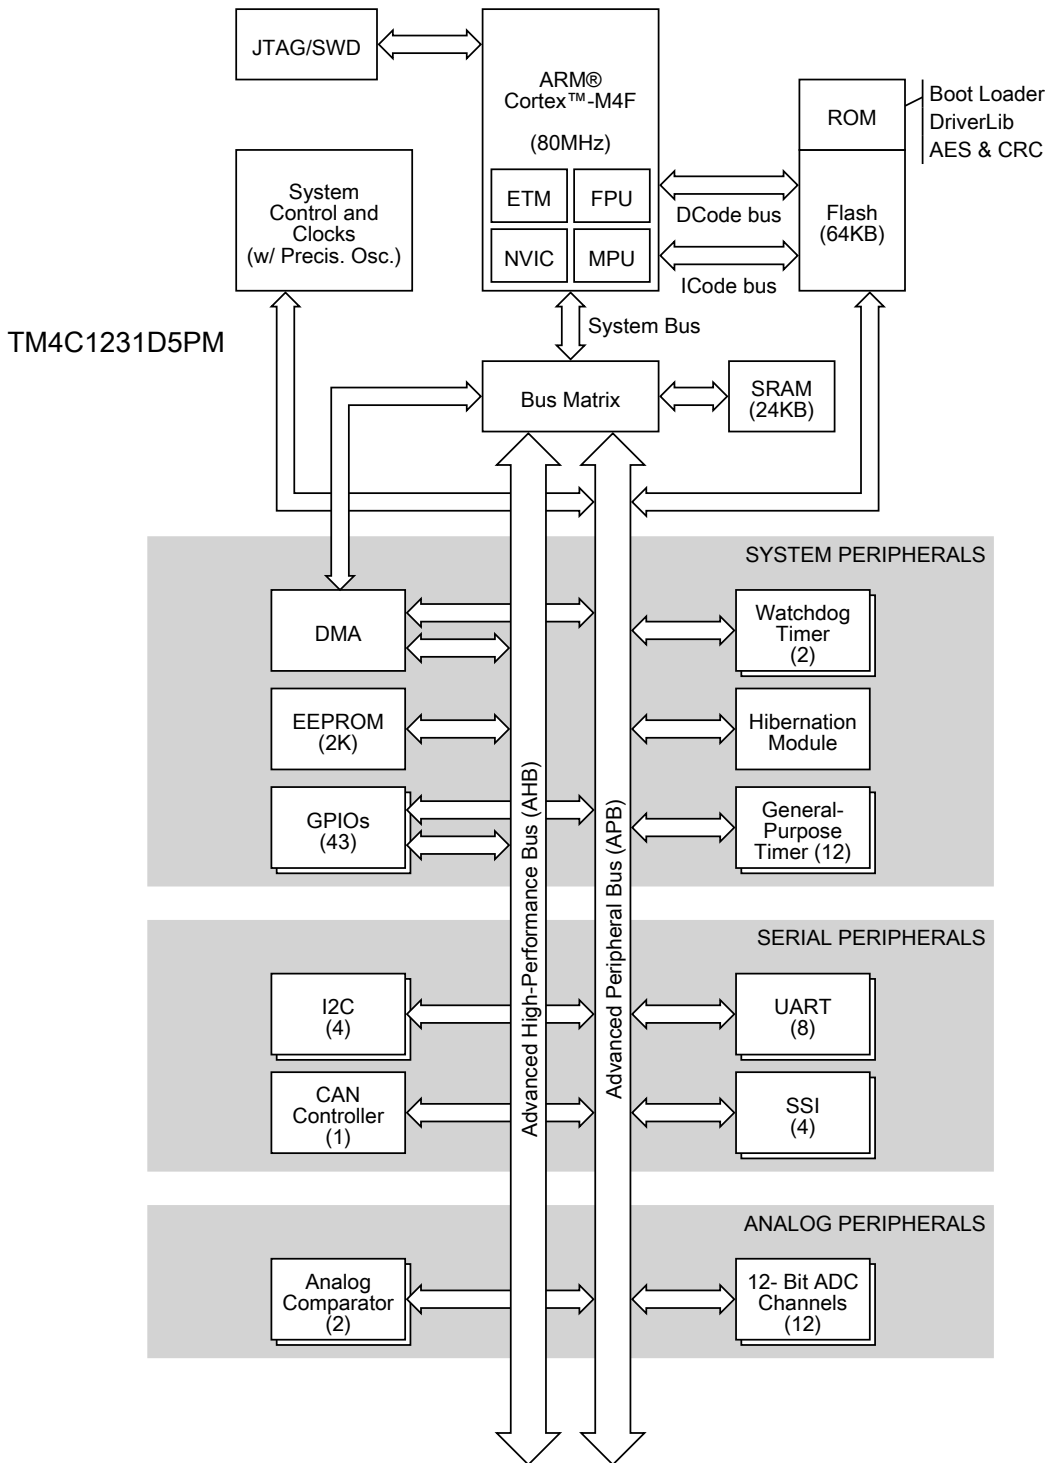 JTAG/SWD
ARM®
Cortex™-M4F
(80MHz)
ETM
FPU
NVIC
MPU
ROM
Boot Loader
DriverLib
AES & CRC
Flash
(64KB)
DCode bus
ICode bus
System
Control and
Clocks
(w/ Precis. Osc.)
System Bus
TM4C1231D5PM
Bus Matrix
SRAM
(24KB)
SYSTEM PERIPHERALS
DMA
Watchdog
Timer
(2)
EEPROM
(2K)
Hibernation
Module
GPIOs
(43)
General-
Purpose
Timer (12)
Advanced High-Performance Bus (AHB)
Advanced Peripheral Bus (APB)
SERIAL PERIPHERALS
I2C
(4)
UART
(8)
CAN
Controller
(1)
SSI
(4)
ANALOG PERIPHERALS
Analog
Comparator
(2)
12- Bit ADC
Channels
(12)